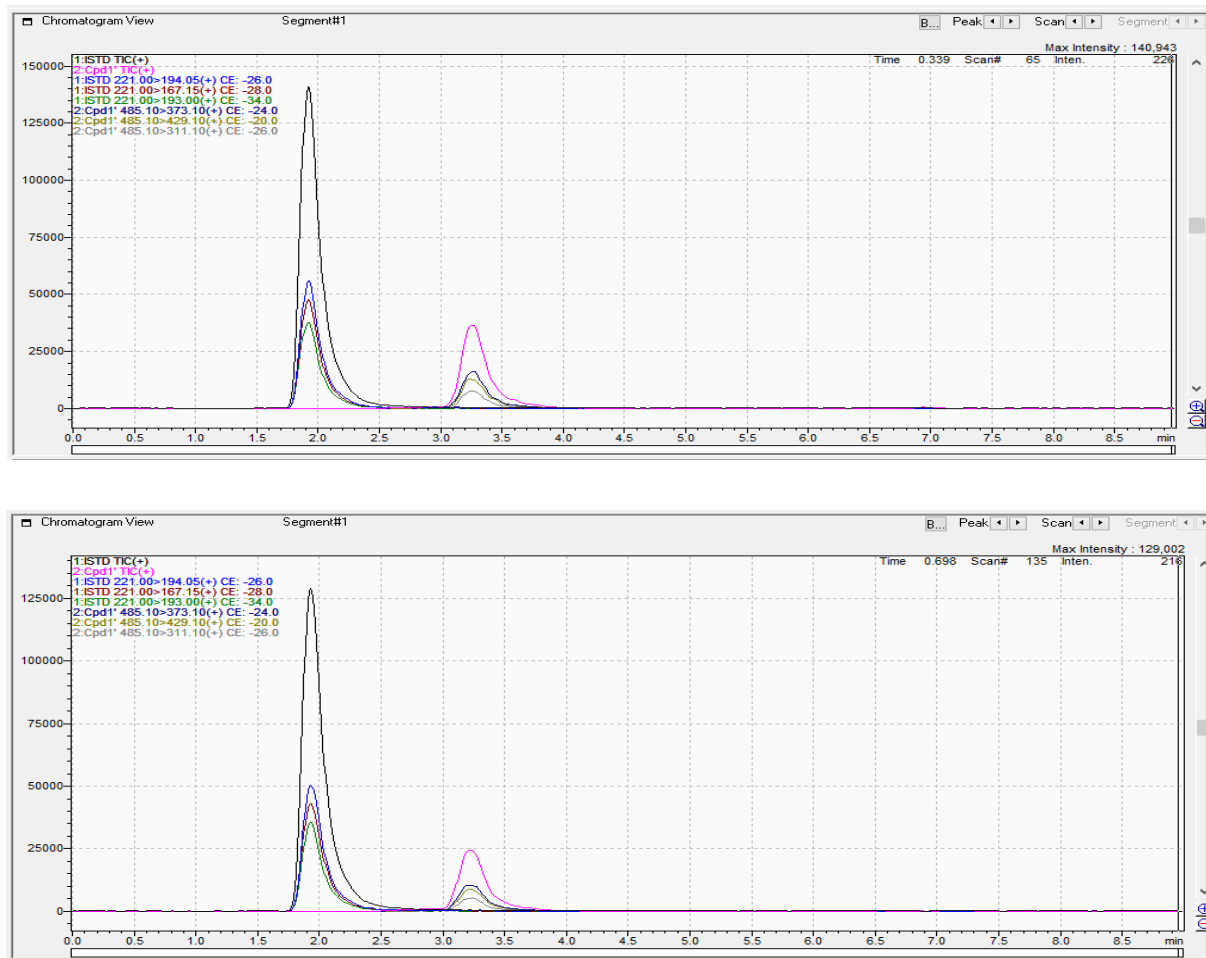 Chromatogram View Segment#1 B... Peak Scan Segment
Max Intensity : 140,943
Time 0.339 Scan# 65 Inten. 226
1:ISTD TIC(+)
2:Cpd1' TIC(+)
1:ISTD 221.00>194.05(+) CE: -26.0
1:ISTD 221.00>167.15(+) CE: -28.0
1:ISTD 221.00>193.00(+) CE: -34.0
2:Cpd1' 485.10>373.10(+) CE: -24.0
2:Cpd1' 485.10>429.10(+) CE: -20.0
2:Cpd1' 485.10>311.10(+) CE: -26.0
150000
125000
100000
75000
50000
25000
0
0.0 0.5 1.0 1.5 2.0 2.5 3.0 3.5 4.0 4.5 5.0 5.5 6.0 6.5 7.0 7.5 8.0 8.5 min
Chromatogram View Segment#1 B... Peak Scan Segment
Max Intensity : 129,002
Time 0.698 Scan# 135 Inten. 216
1:ISTD TIC(+)
2:Cpd1' TIC(+)
1:ISTD 221.00>194.05(+) CE: -26.0
1:ISTD 221.00>167.15(+) CE: -28.0
1:ISTD 221.00>193.00(+) CE: -34.0
2:Cpd1' 485.10>373.10(+) CE: -24.0
2:Cpd1' 485.10>429.10(+) CE: -20.0
2:Cpd1' 485.10>311.10(+) CE: -26.0
125000
100000
75000
50000
25000
0
0.0 0.5 1.0 1.5 2.0 2.5 3.0 3.5 4.0 4.5 5.0 5.5 6.0 6.5 7.0 7.5 8.0 8.5 min